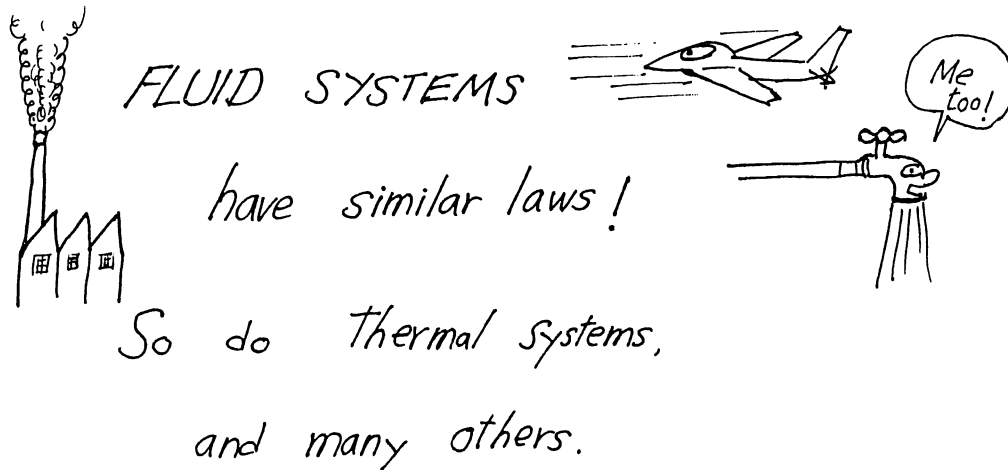 FLUID SYSTEMS
Me
too!
have similar laws!
So do Thermal systems,
and many others.